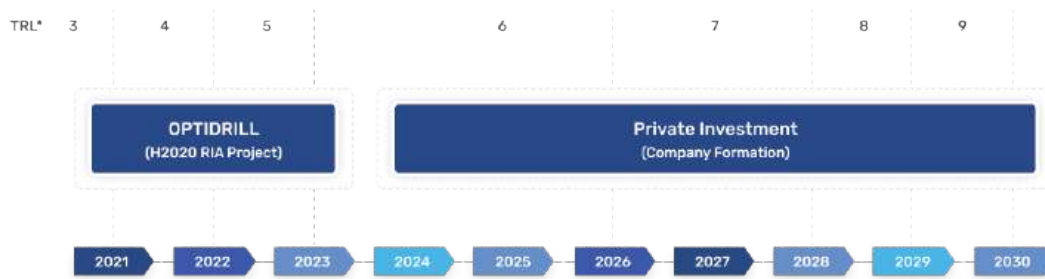 TRL* 3 4 5 6 7 8 9
OPTIDRILL
(H2020 RIA Project)
Private Investment
(Company Formation)
2021 2022 2023 2024 2025 2026 2027 2028 2029 2030